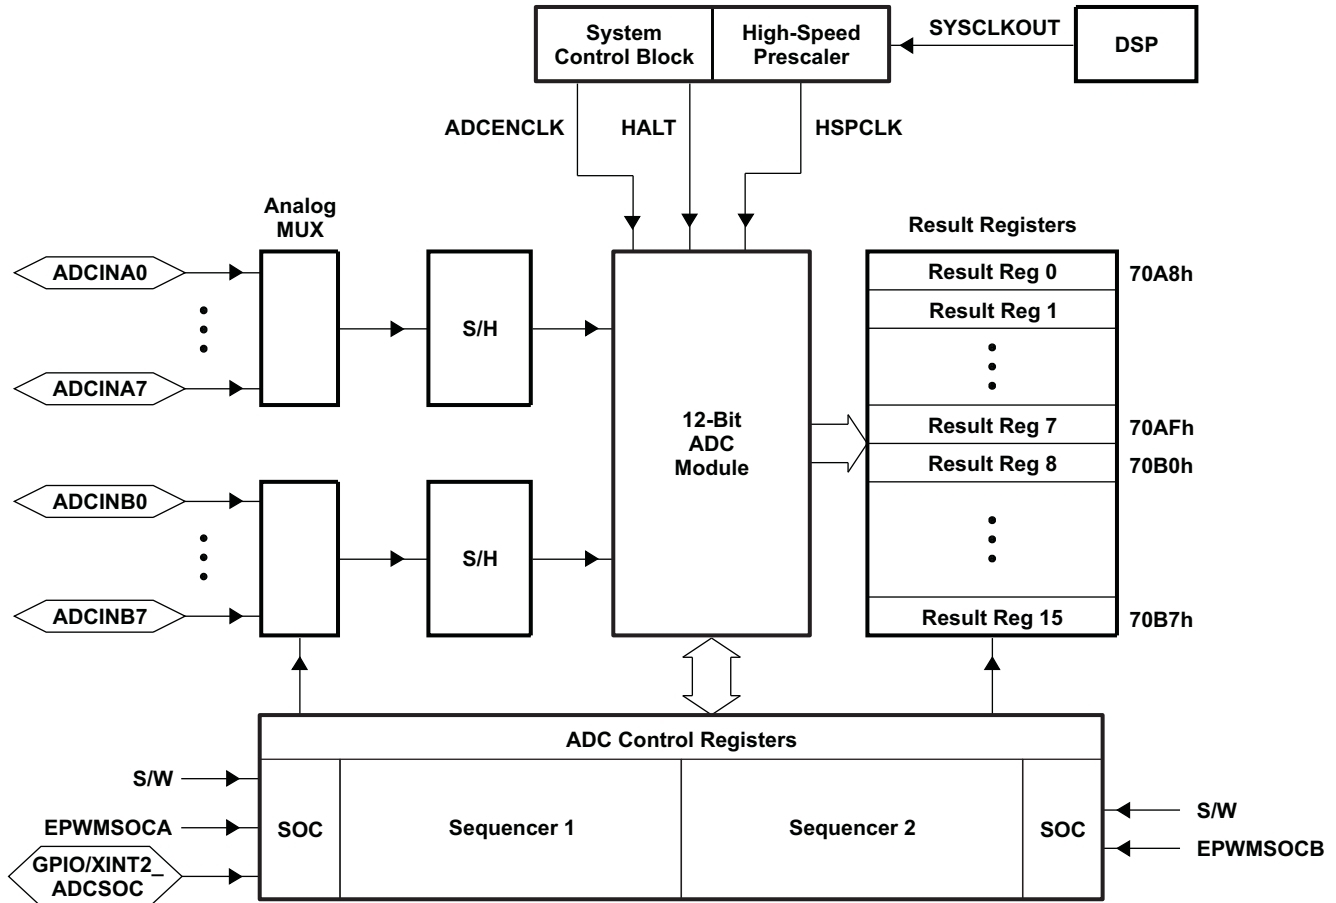 System
Control Block
High-Speed
Prescaler
SYSCLKOUT
DSP
ADCENCLK
HALT
HSPCLK
Analog
MUX
Result Registers
ADCINA0
S/H
Result Reg 0
70A8h
Result Reg 1
ADCINA7
12-Bit
ADC
Module
Result Reg 7
70AFh
Result Reg 8
70B0h
ADCINB0
S/H
ADCINB7
Result Reg 15
70B7h
ADC Control Registers
S/W
EPWMSOCA
GPIO/XINT2_
ADCSOC
SOC
Sequencer 1
Sequencer 2
SOC
S/W
EPWMSOCB